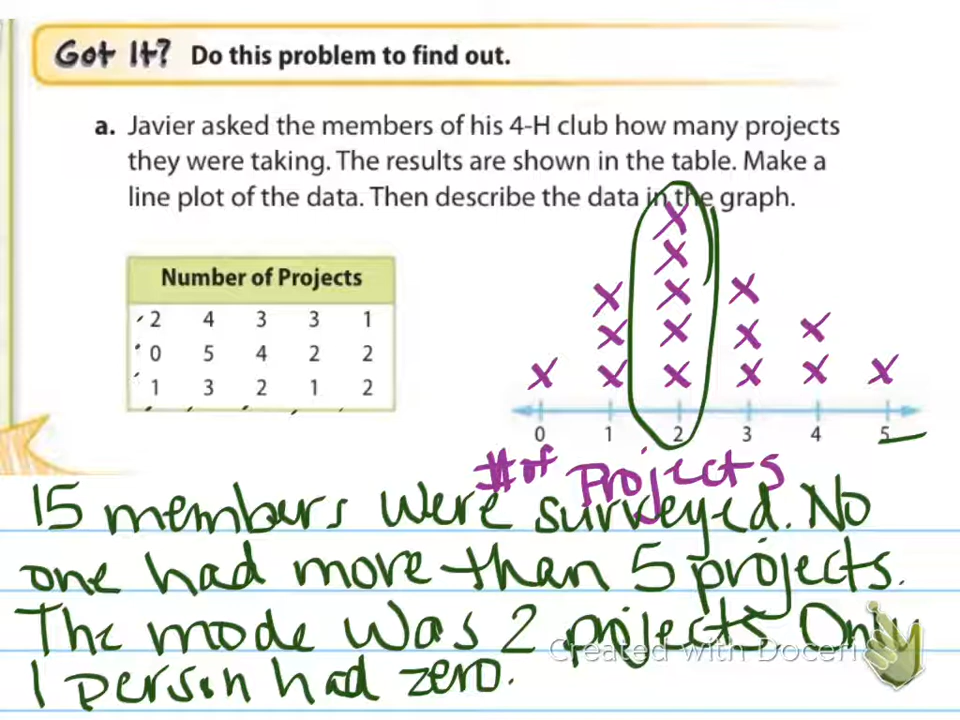 Got It? Do this problem to find out.
a. Javier asked the members of his 4-H club how many projects
they were taking. The results are shown in the table. Make a
line plot of the data. Then describe the data in the graph.
Number of Projects
2 4 3 3 1
0 5 4 2 2
1 3 2 1 2
X
X
X X X
X X X X
X X X X X X
0 1 2 3 4 5
# of Projects
15 members were surveyed. No
one had more than 5 projects.
The mode was 2 projects. Only
1 person had zero.
Created with Doceri